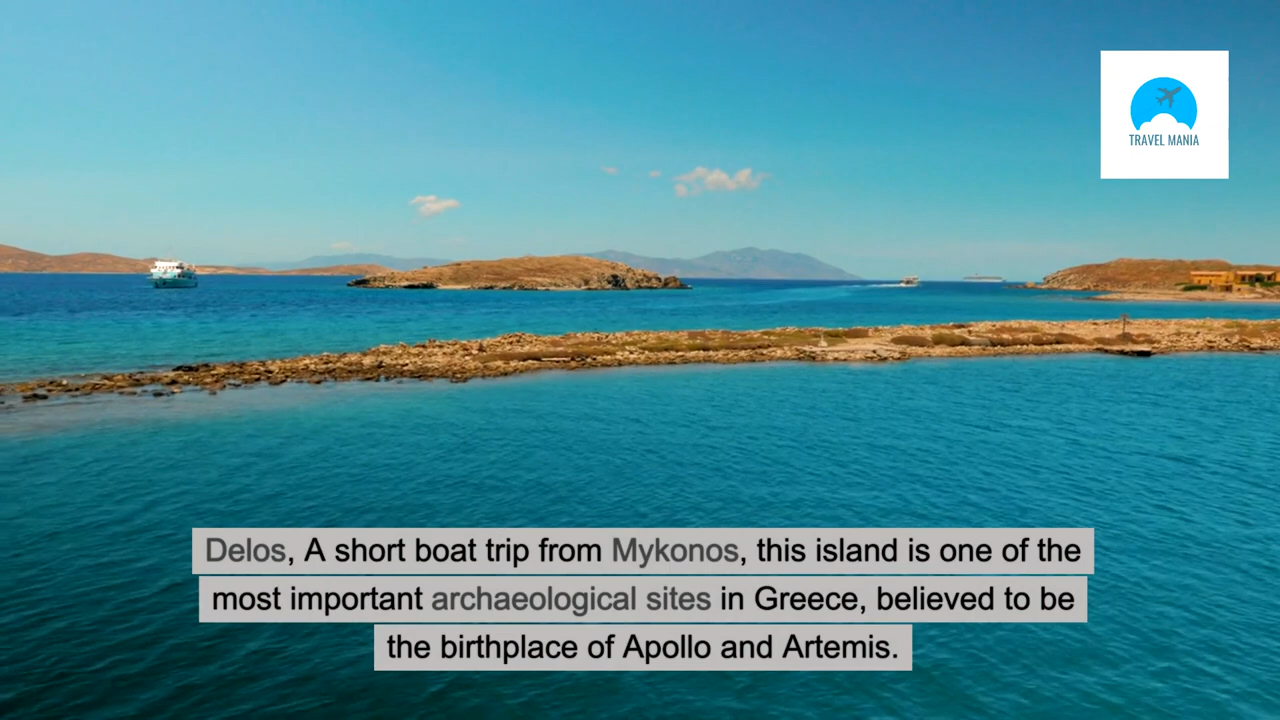 TRAVEL MANIA
Delos, A short boat trip from Mykonos, this island is one of the
most important archaeological sites in Greece, believed to be
the birthplace of Apollo and Artemis.